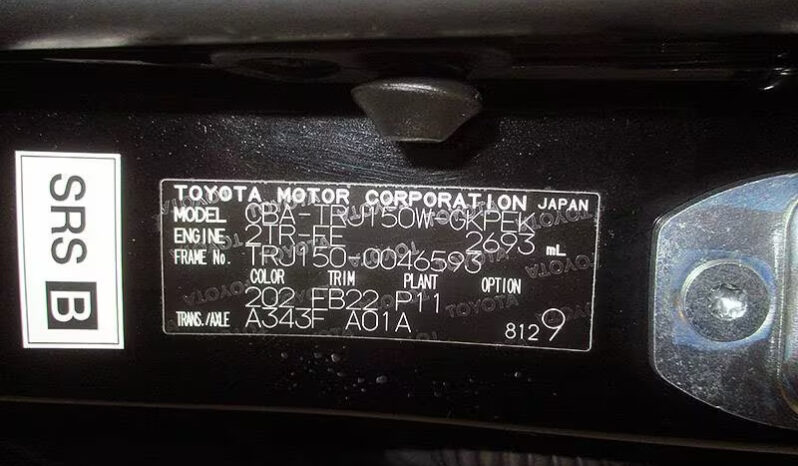 SRS B
TOYOTA MOTOR CORPORATION JAPAN
MODEL CBA-TRJ150W-GKPEK
ENGINE 2TR-FE 2693 mL
FRAME No. TRJ150-0046593
COLOR TRIM PLANT OPTION
202 FB22 P11
TRANS./AXLE A343F A01A
8129